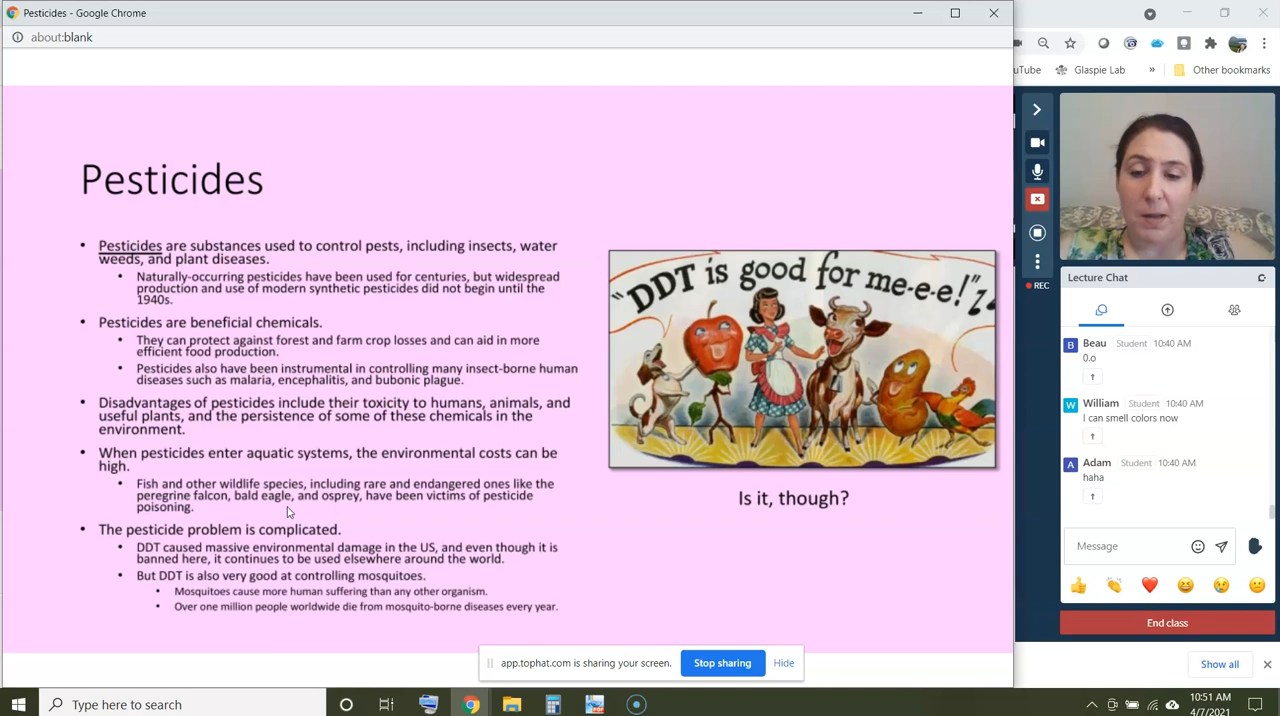 Pesticides - Google Chrome
about:blank
uTube
Glaspie Lab
»
Other bookmarks
Pesticides
• Pesticides are substances used to control pests, including insects, water
weeds, and plant diseases.
• Naturally-occurring pesticides have been used for centuries, but widespread
production and use of modern synthetic pesticides did not begin until the
1940s.
• Pesticides are beneficial chemicals.
• They can protect against forest and farm crop losses and can aid in more
efficient food production.
• Pesticides also have been instrumental in controlling many insect-borne human
diseases such as malaria, encephalitis, and bubonic plague.
• Disadvantages of pesticides include their toxicity to humans, animals, and
useful plants, and the persistence of some of these chemicals in the
environment.
• When pesticides enter aquatic systems, the environmental costs can be
high.
• Fish and other wildlife species, including rare and endangered ones like the
peregrine falcon, bald eagle, and osprey, have been victims of pesticide
poisoning.
• The pesticide problem is complicated.
• DDT caused massive environmental damage in the US, and even though it is
banned here, it continues to be used elsewhere around the world.
• But DDT is also very good at controlling mosquitoes.
• Mosquitoes cause more human suffering than any other organism.
• Over one million people worldwide die from mosquito-borne diseases every year.
"DDT is good for me-e-e!"
Is it, though?
REC
Lecture Chat
B Beau Student 10:40 AM
0.o
W William Student 10:40 AM
I can smell colors now
A Adam Student 10:40 AM
haha
Message
End class
app.tophat.com is sharing your screen.
Stop sharing
Hide
Show all
Type here to search
10:51 AM
4/7/2021